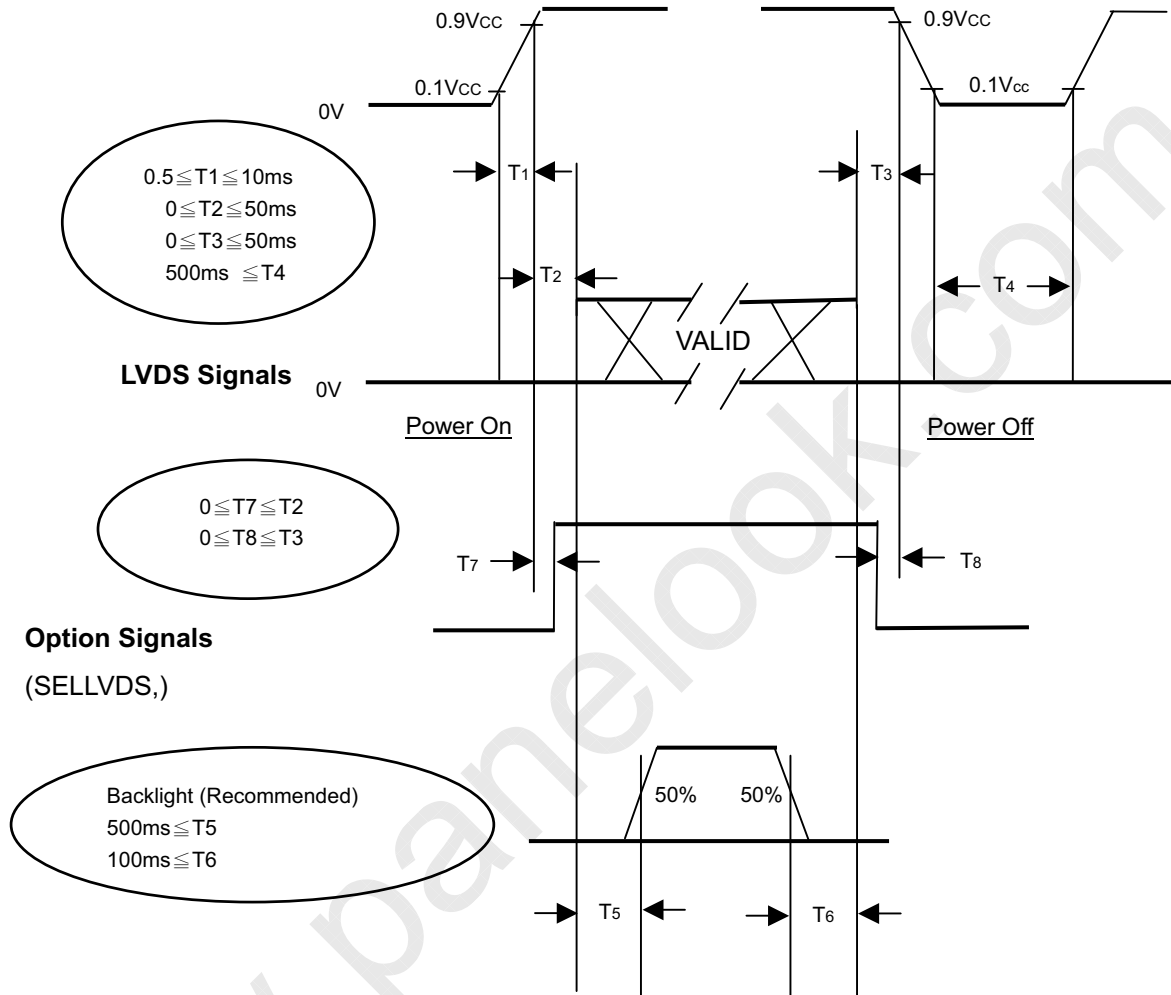 0.9VCC
0.9VCC
0.1VCC
0.1Vcc
0V
T1
T3
0.5≦T1≦10ms
0≦T2≦50ms
0≦T3≦50ms
500ms ≦T4
T2
T4
VALID
LVDS Signals
0V
Power On
Power Off
0≦T7≦T2
0≦T8≦T3
T7
T8
Option Signals
(SELLVDS,)
Backlight (Recommended)
500ms≦T5
100ms≦T6
50%
50%
T5
T6
panelook.com